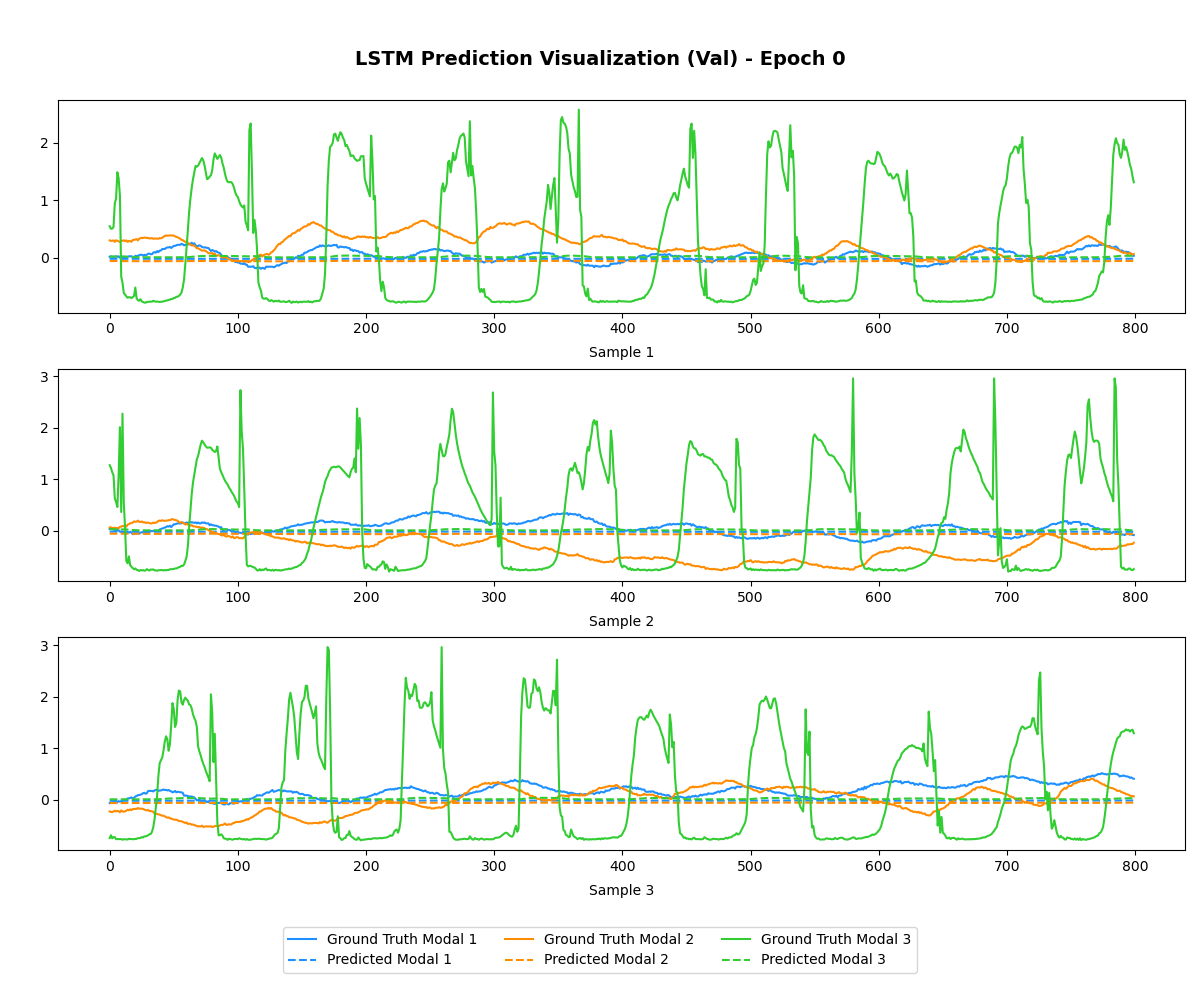 LSTM Prediction Visualization (Val) - Epoch 0
2
1
0
0 100 200 300 400 500 600 700 800
Sample 1
3
2
1
0
0 100 200 300 400 500 600 700 800
Sample 2
3
2
1
0
0 100 200 300 400 500 600 700 800
Sample 3
Ground Truth Modal 1 Ground Truth Modal 2 Ground Truth Modal 3
Predicted Modal 1 Predicted Modal 2 Predicted Modal 3